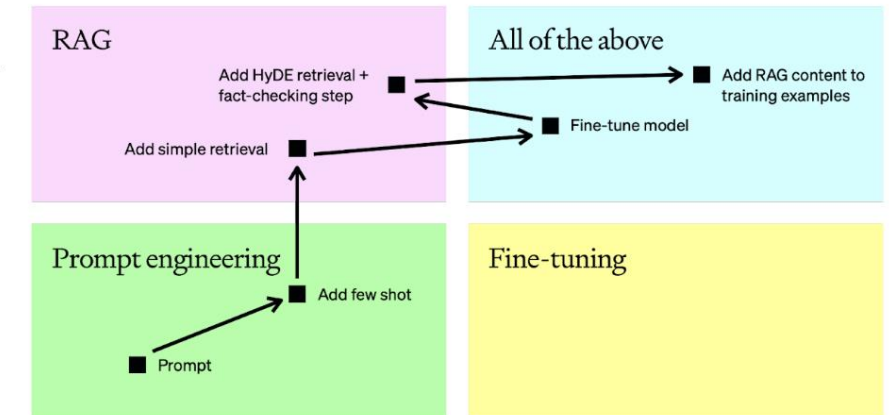 RAG
Add HyDE retrieval +
fact-checking step
Add simple retrieval
All of the above
Add RAG content to
training examples
Fine-tune model
Prompt engineering
Add few shot
Prompt
Fine-tuning